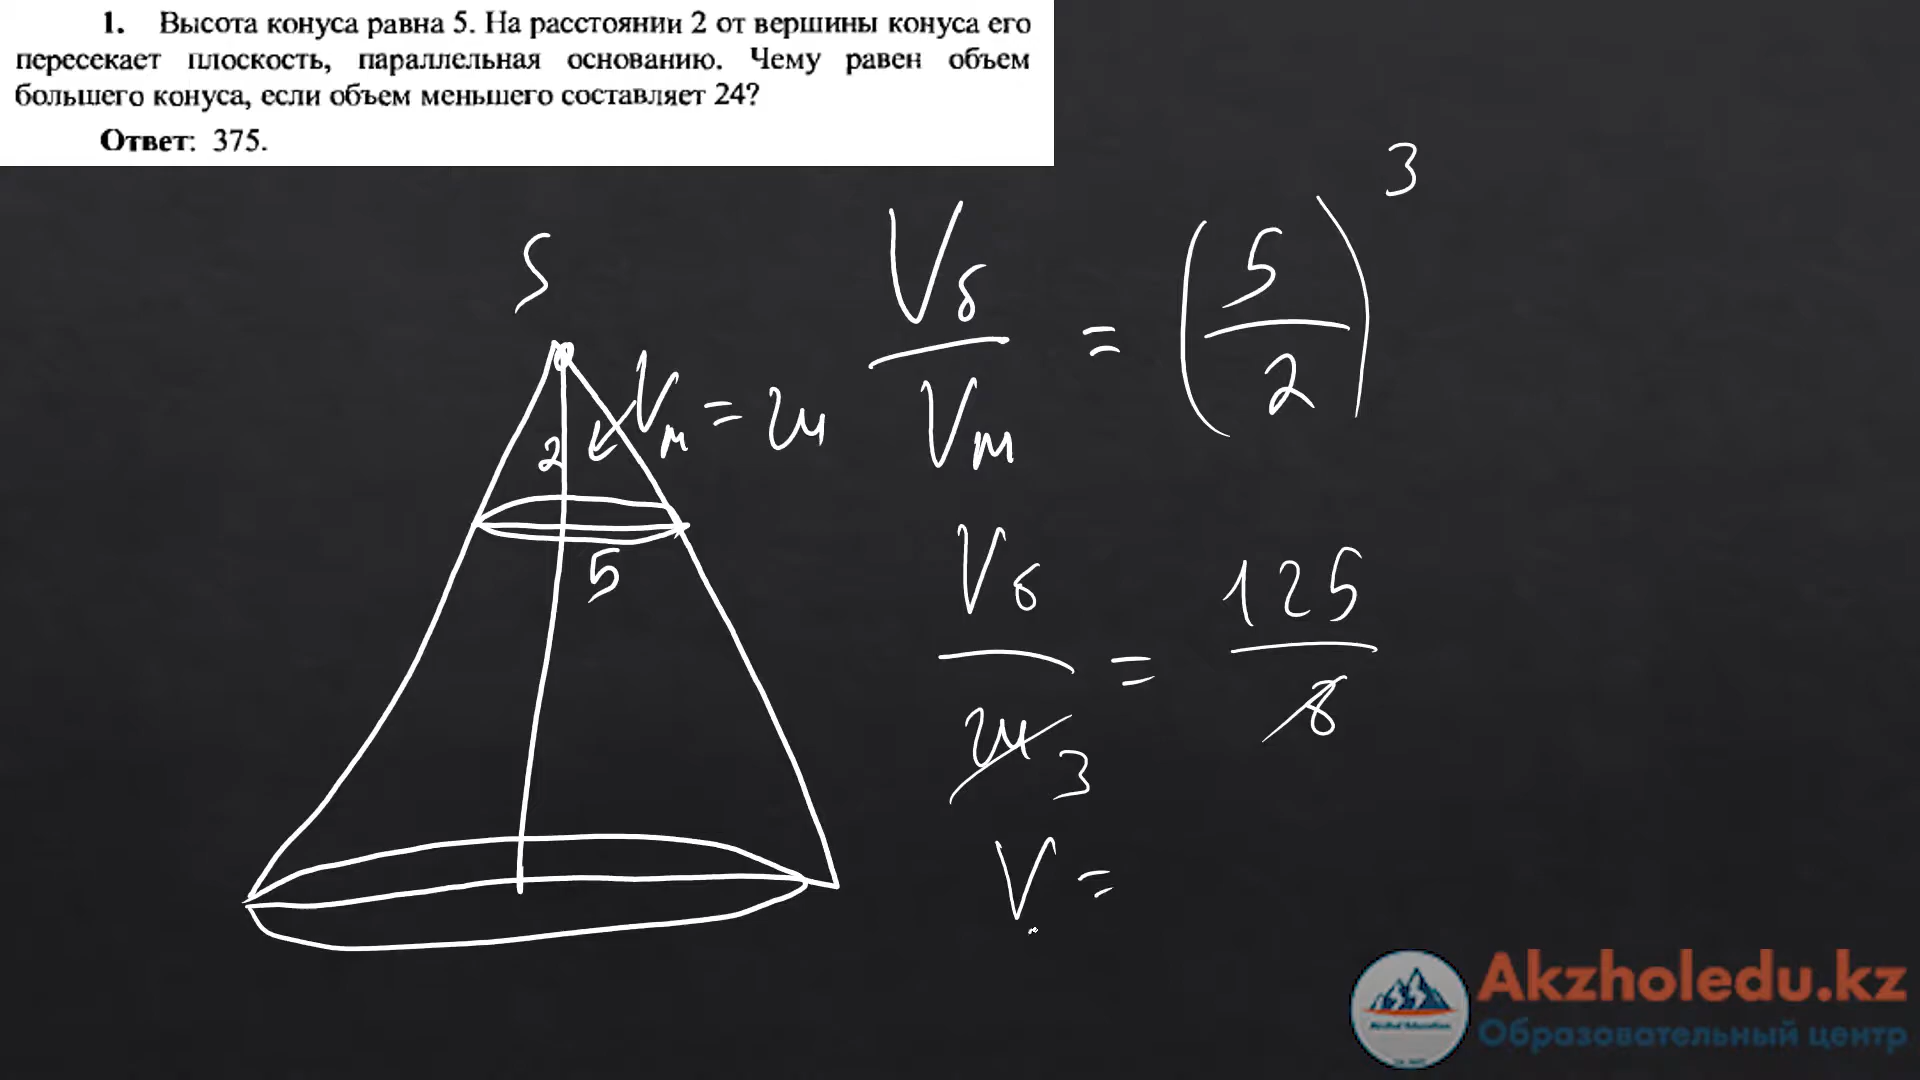 1. Высота конуса равна 5. На расстоянии 2 от вершины конуса его
пересекает плоскость, параллельная основанию. Чему равен объем
большего конуса, если объем меньшего составляет 24?
Ответ: 375.
S
2
Vм = 24
5
Vб / Vм = (5/2)^3
Vб / 24 = 125 / 8
3
V =
Akzholedu.kz
Образовательный центр